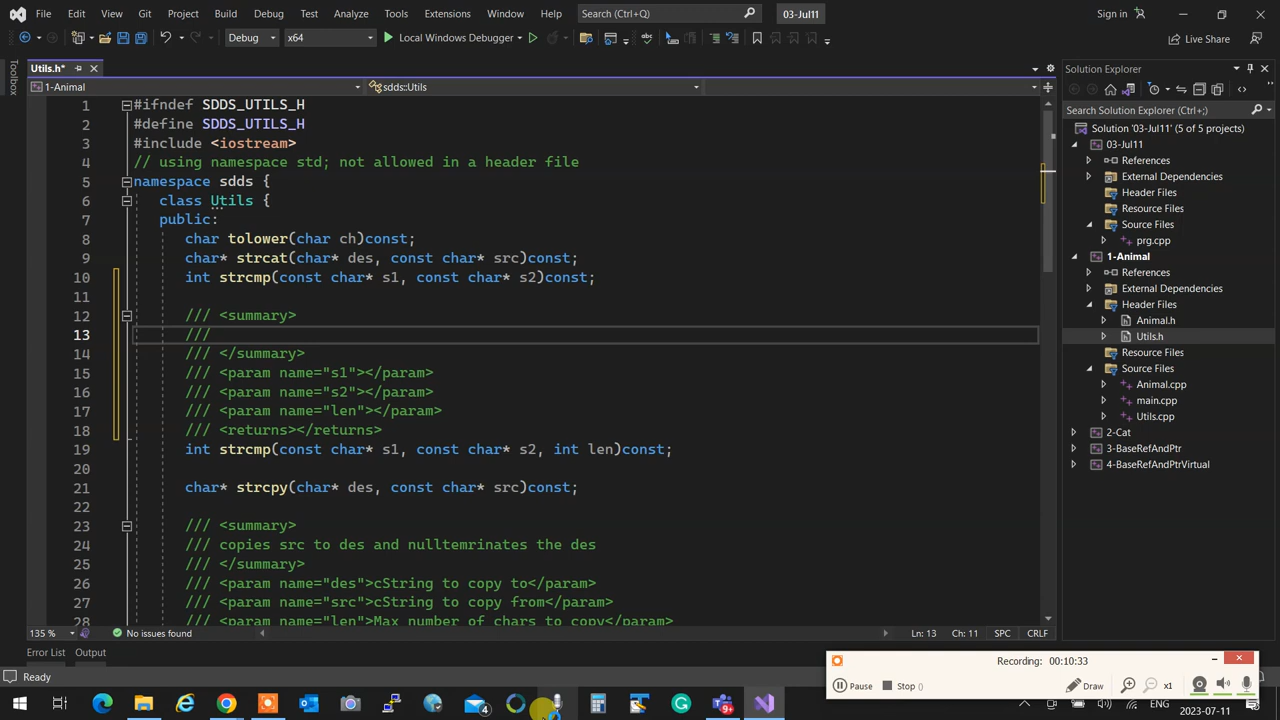 File Edit View Git Project Build Debug Test Analyze Tools Extensions Window Help Search (Ctrl+Q) 03-Jul11 Sign in
Debug x64 Local Windows Debugger Live Share
Toolbox
Utils.h*
1-Animal sdds::Utils
1 #ifndef SDDS_UTILS_H
2 #define SDDS_UTILS_H
3 #include <iostream>
4 // using namespace std; not allowed in a header file
5 namespace sdds {
6 class Utils {
7 public:
8 char tolower(char ch)const;
9 char* strcat(char* des, const char* src)const;
10 int strcmp(const char* s1, const char* s2)const;
11
12 /// <summary>
13 ///
14 /// </summary>
15 /// <param name="s1"></param>
16 /// <param name="s2"></param>
17 /// <param name="len"></param>
18 /// <returns></returns>
19 int strcmp(const char* s1, const char* s2, int len)const;
20
21 char* strcpy(char* des, const char* src)const;
22
23 /// <summary>
24 /// copies src to des and nulltemrinates the des
25 /// </summary>
26 /// <param name="des">cString to copy to</param>
27 /// <param name="src">cString to copy from</param>
28 /// <param name="len">Max number of chars to copy</param>
135 % No issues found Ln: 13 Ch: 11 SPC CRLF
Error List Output
Ready
Solution Explorer
Search Solution Explorer (Ctrl+;)
Solution '03-Jul11' (5 of 5 projects)
03-Jul11
References
External Dependencies
Header Files
Resource Files
Source Files
prg.cpp
1-Animal
References
External Dependencies
Header Files
Animal.h
Utils.h
Resource Files
Source Files
Animal.cpp
main.cpp
Utils.cpp
2-Cat
3-BaseRefAndPtr
4-BaseRefAndPtrVirtual
Recording: 00:10:33
Pause Stop () Draw x1
4 9+ 2023-07-11